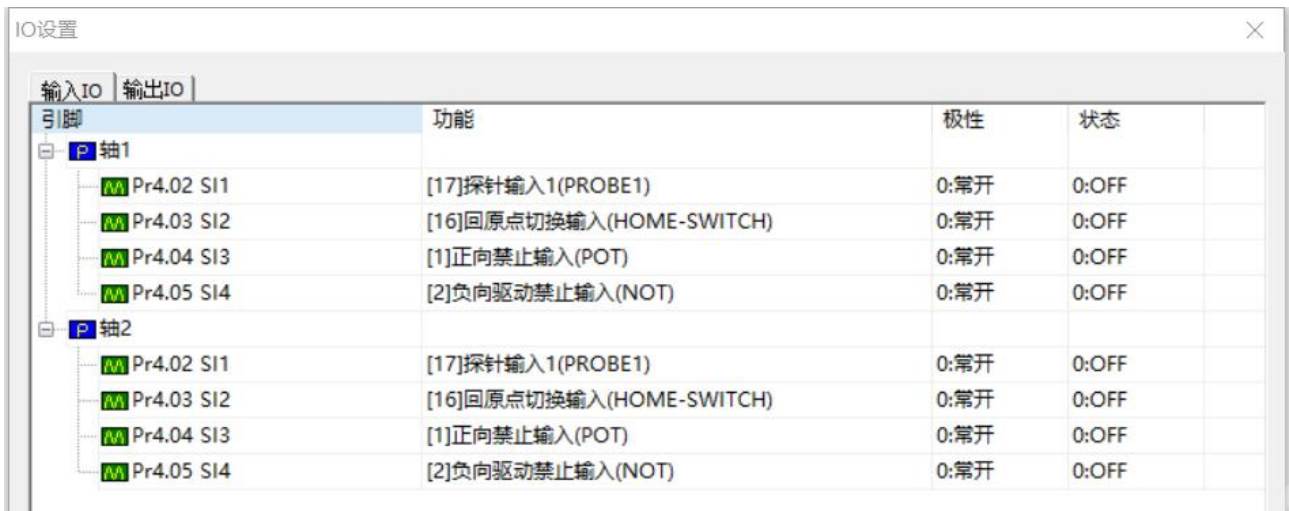 IO设置
输入IO 输出IO
引脚 功能 极性 状态
轴1
Pr4.02 SI1 [17]探针输入1(PROBE1) 0:常开 0:OFF
Pr4.03 SI2 [16]回原点切换输入(HOME-SWITCH) 0:常开 0:OFF
Pr4.04 SI3 [1]正向禁止输入(POT) 0:常开 0:OFF
Pr4.05 SI4 [2]负向驱动禁止输入(NOT) 0:常开 0:OFF
轴2
Pr4.02 SI1 [17]探针输入1(PROBE1) 0:常开 0:OFF
Pr4.03 SI2 [16]回原点切换输入(HOME-SWITCH) 0:常开 0:OFF
Pr4.04 SI3 [1]正向禁止输入(POT) 0:常开 0:OFF
Pr4.05 SI4 [2]负向驱动禁止输入(NOT) 0:常开 0:OFF